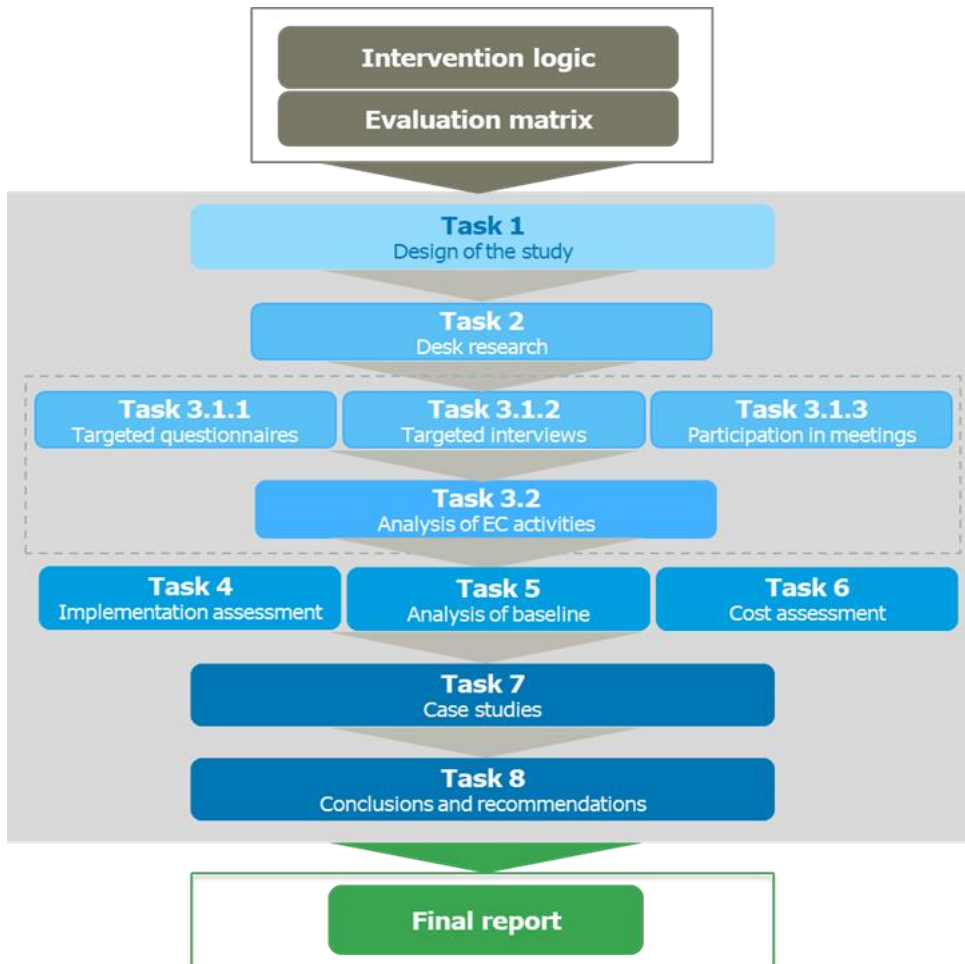 Intervention logic
Evaluation matrix
Task 1
Design of the study
Task 2
Desk research
Task 3.1.1
Targeted questionnaires
Task 3.1.2
Targeted interviews
Task 3.1.3
Participation in meetings
Task 3.2
Analysis of EC activities
Task 4
Implementation assessment
Task 5
Analysis of baseline
Task 6
Cost assessment
Task 7
Case studies
Task 8
Conclusions and recommendations
Final report